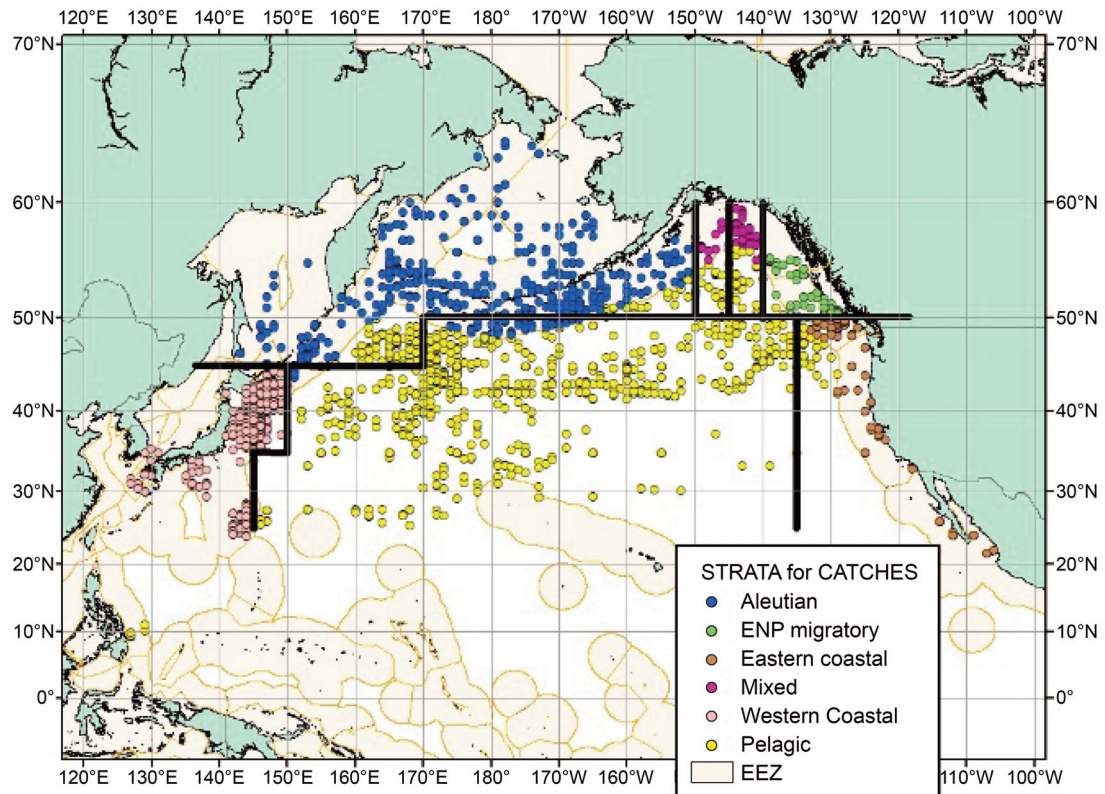 120°E 130°E 140°E 150°E 160°E 170°E 180° 170°W 160°W 150°W 140°W 130°W 120°W 100°W
70°N 70°N
60°N 60°N
50°N 50°N
40°N 40°N
30°N 30°N
20°N 20°N
10°N 10°N
0° 0°
STRATA for CATCHES
Aleutian
ENP migratory
Eastern coastal
Mixed
Western Coastal
Pelagic
EEZ
120°E 130°E 140°E 150°E 160°E 170°E 180° 170°W 160°W 110°W 100°W